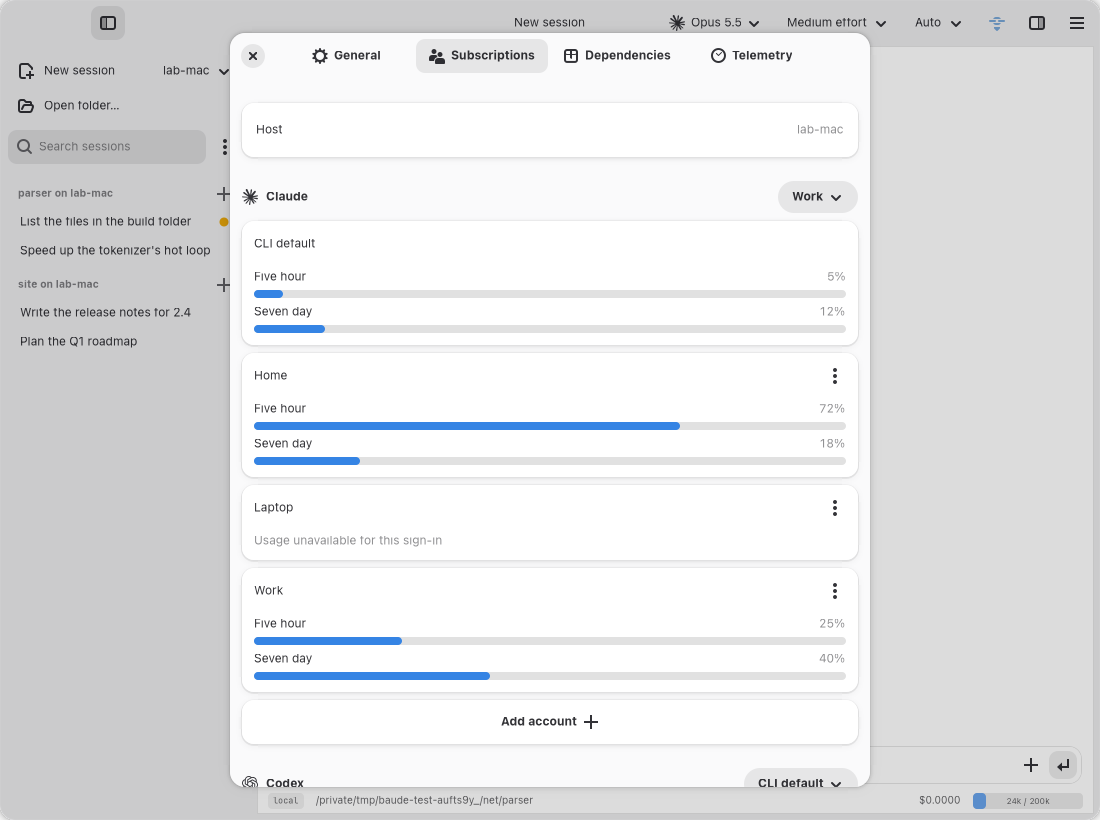 New session
Opus 5.5
Medium effort
Auto
New session
lab-mac
Open folder...
Search sessions
parser on lab-mac
List the files in the build folder
Speed up the tokenizer's hot loop
site on lab-mac
Write the release notes for 2.4
Plan the Q1 roadmap
General
Subscriptions
Dependencies
Telemetry
Host
lab-mac
Claude
Work
CLI default
Five hour
5%
Seven day
12%
Home
Five hour
72%
Seven day
18%
Laptop
Usage unavailable for this sign-in
Work
Five hour
25%
Seven day
40%
Add account
Codex
CLI default
local
/private/tmp/baude-test-aufts9y_/net/parser
$0.0000
24k / 200k